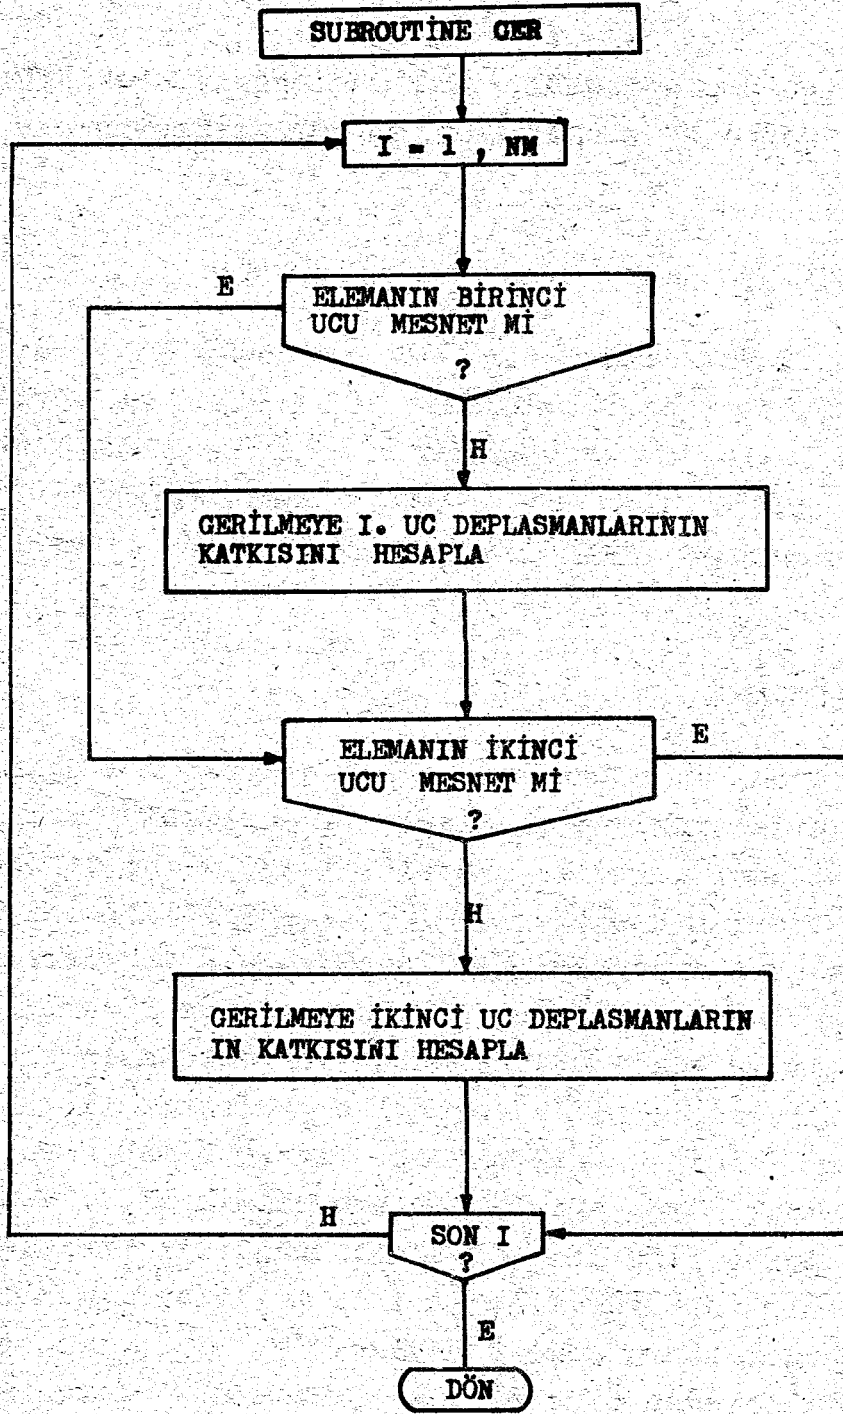 SUBROUTİNE GER
I = 1 , NM
E
ELEMANIN BİRİNCİ
UCU MESNET Mİ
?
H
GERİLMEYE I. UC DEPLASMANLARININ
KATKISINI HESAPLA
ELEMANIN İKİNCİ
UCU MESNET Mİ
?
E
H
GERİLMEYE İKİNCİ UC DEPLASMANLARIN
IN KATKISINI HESAPLA
H
SON I
?
E
DÖN